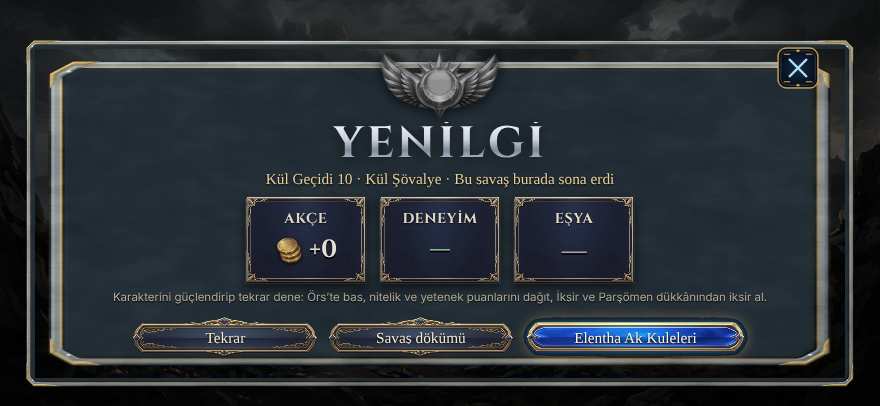 YENİLGİ
Kül Geçidi 10 · Kül Şövalye · Bu savaş burada sona erdi
AKÇE
DENEYİM
EŞYA
+0
—
—
Karakterini güçlendirip tekrar dene: Örs'te bas, nitelik ve yetenek puanlarını dağıt, İksir ve Parşömen dükkânından iksir al.
Tekrar
Savaş dökümü
Elentha Ak Kuleleri